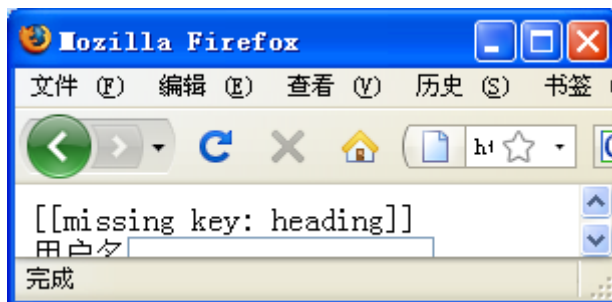 Mozilla Firefox
文件 (F) 编辑 (E) 查看 (V) 历史 (S) 书签
[[missing key: heading]]
用户名
完成